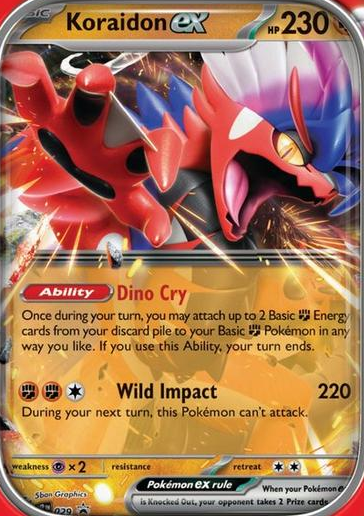 Koraidon ex HP 230
Ability Dino Cry
Once during your turn, you may attach up to 2 Basic Energy
cards from your discard pile to your Basic Pokémon in
any way you like. If you use this Ability, your turn ends.
Wild Impact 220
During your next turn, this Pokémon can't attack.
weakness ×2 resistance retreat
5ban Graphics
Pokémon ex rule
When your Pokémon
is Knocked Out, your opponent takes 2 Prize cards
029